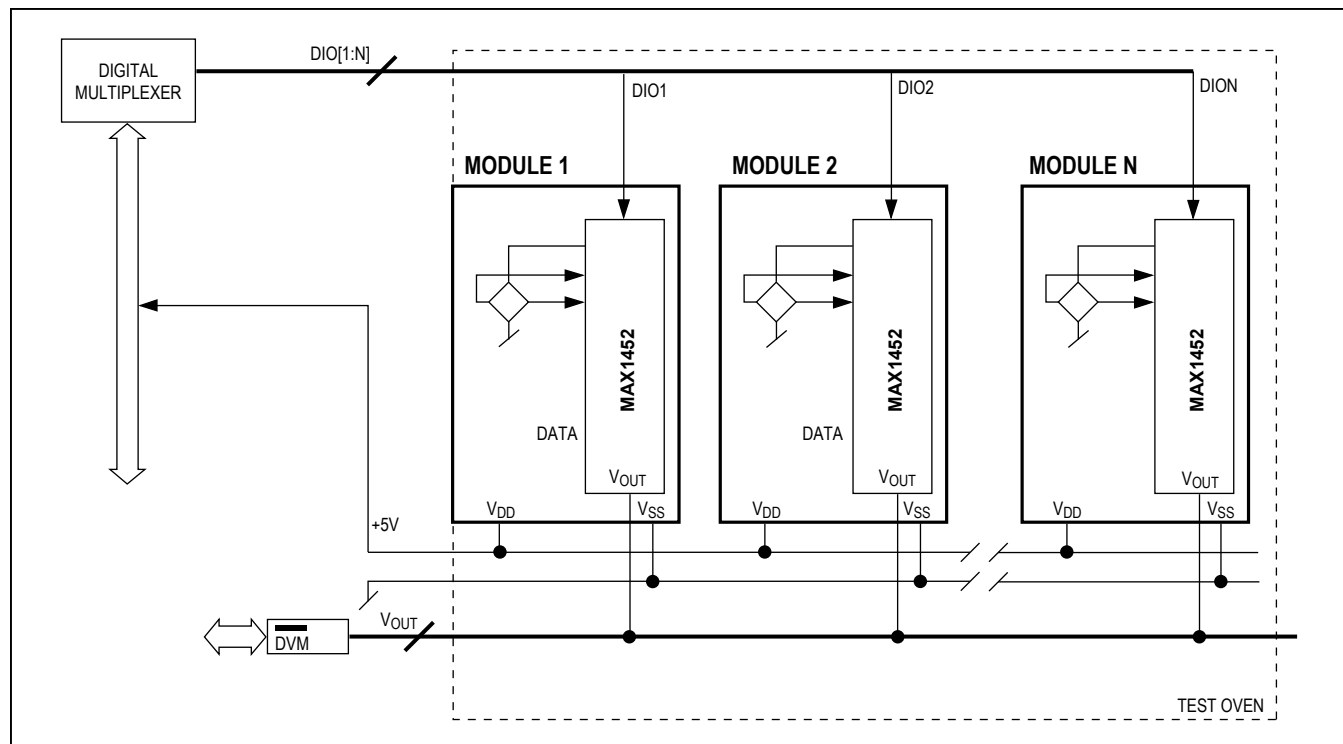 DIGITAL
MULTIPLEXER
DIO[1:N]
DIO1
DIO2
DION
MODULE 1
MODULE 2
MODULE N
MAX1452
MAX1452
MAX1452
DATA
DATA
VOUT
VOUT
VOUT
VDD
VSS
VDD
VSS
VDD
VSS
+5V
VOUT
DVM
TEST OVEN